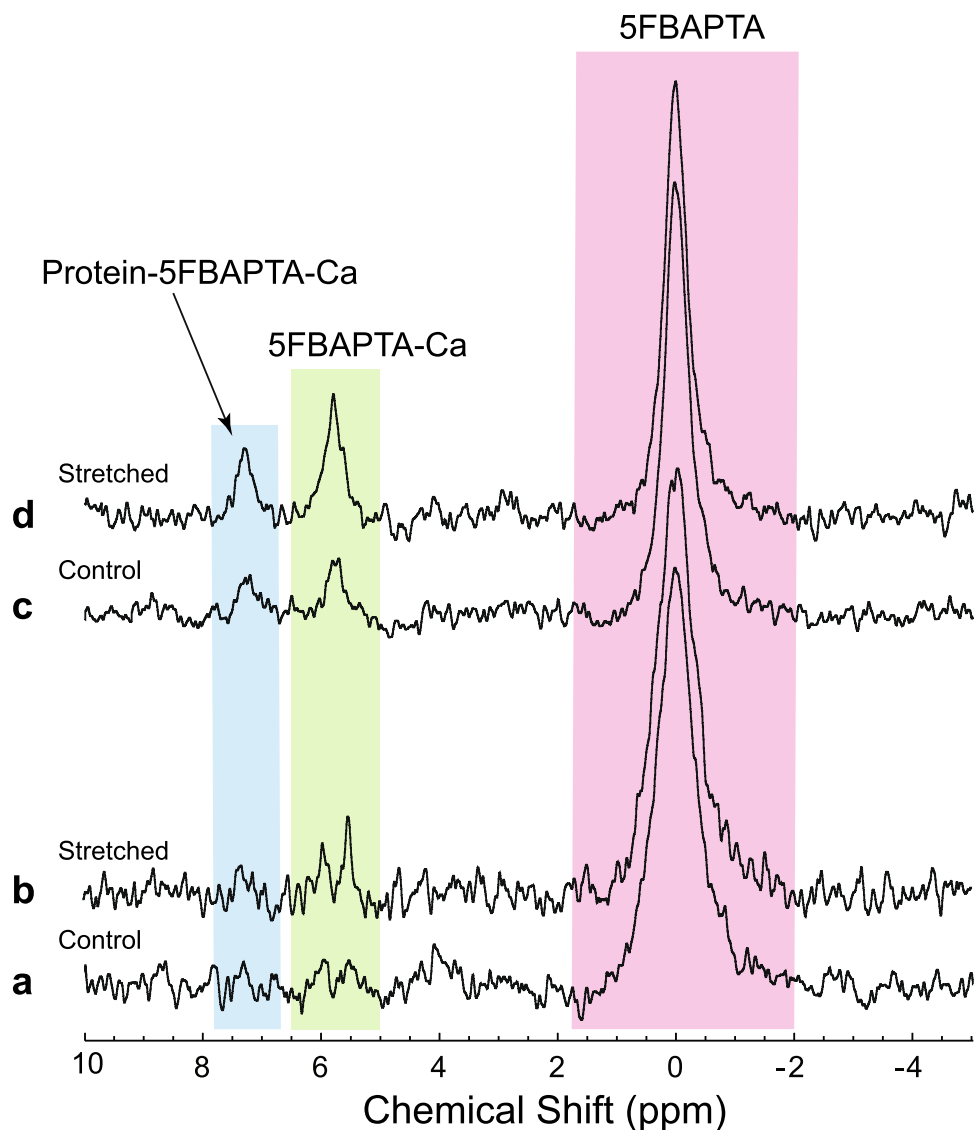 5FBAPTA
Protein-5FBAPTA-Ca
5FBAPTA-Ca
Stretched
d
Control
c
Stretched
b
Control
a
10 8 6 4 2 0 -2 -4
Chemical Shift (ppm)